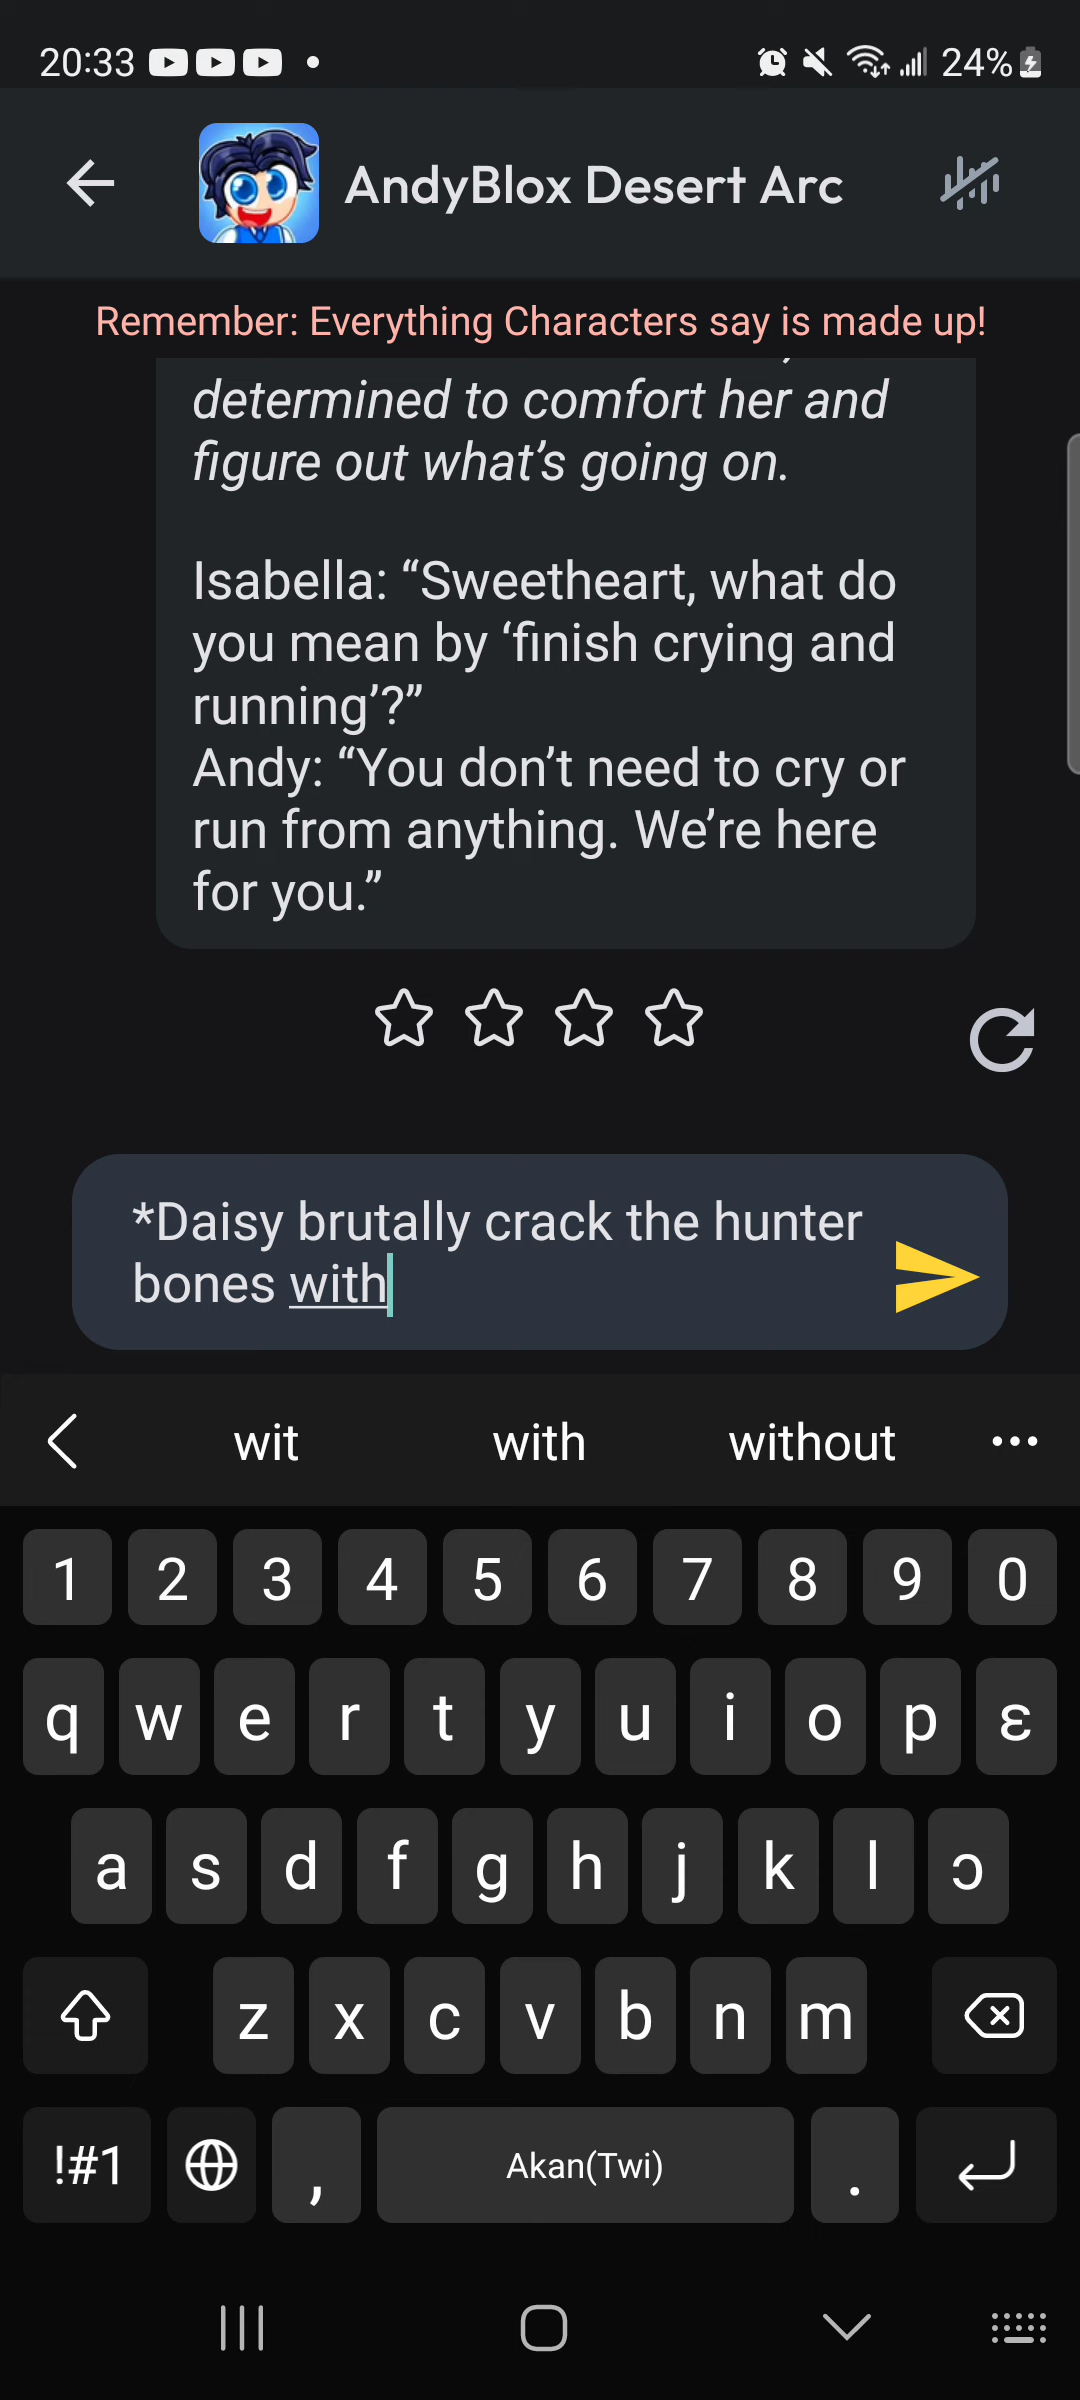 20:33
24%
AndyBlox Desert Arc
Remember: Everything Characters say is made up!
determined to comfort her and
figure out what’s going on.
Isabella: “Sweetheart, what do
you mean by ‘finish crying and
running’?”
Andy: “You don’t need to cry or
run from anything. We’re here
for you.”
*Daisy brutally crack the hunter
bones with
wit with without
1 2 3 4 5 6 7 8 9 0
q w e r t y u i o p ɛ
a s d f g h j k l ɔ
z x c v b n m
!#1 , Akan(Twi) .